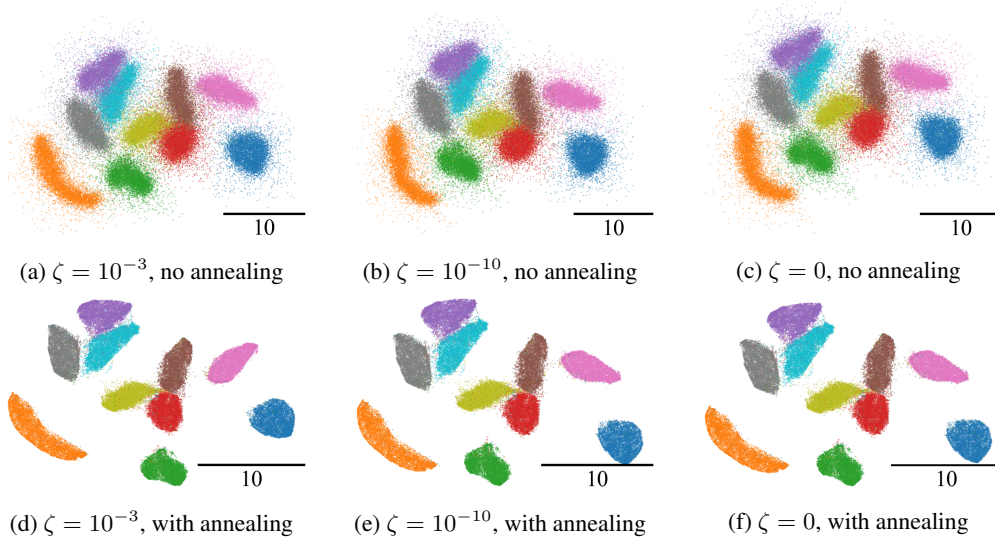 10 10 10
(a) ζ = 10⁻³, no annealing (b) ζ = 10⁻¹⁰, no annealing (c) ζ = 0, no annealing
10 10 10
(d) ζ = 10⁻³, with annealing (e) ζ = 10⁻¹⁰, with annealing (f) ζ = 0, with annealing